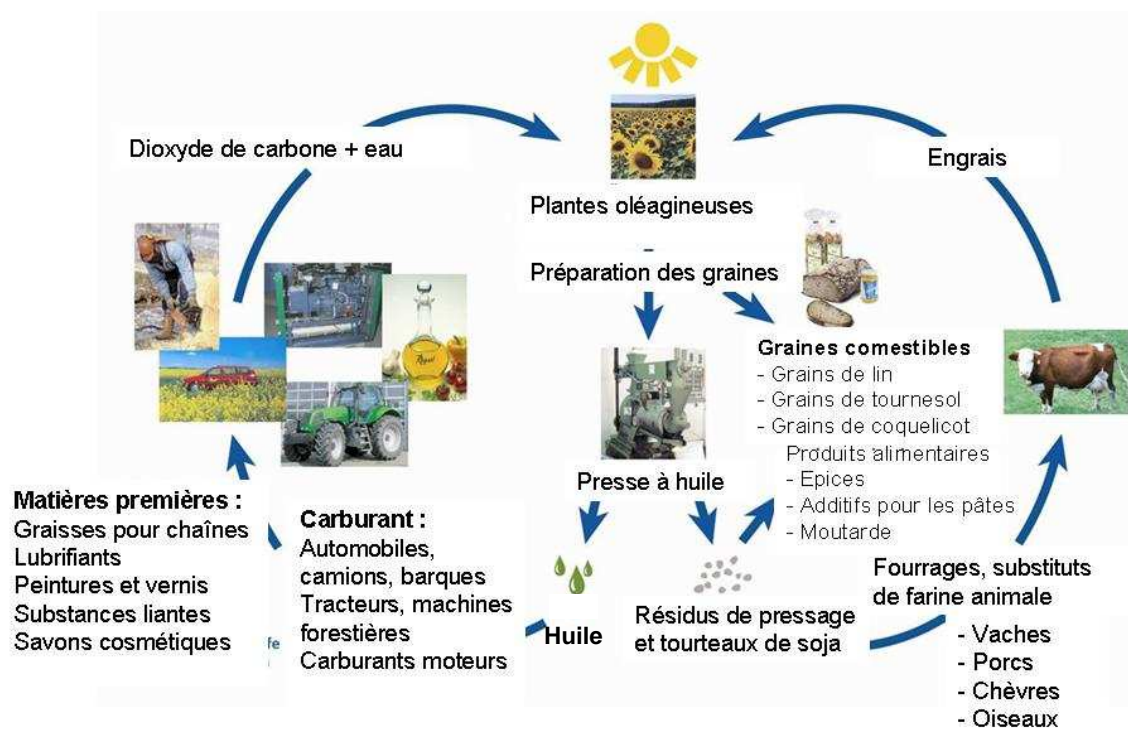 Dioxyde de carbone + eau
Engrais
Plantes oléagineuses
Préparation des graines
Graines comestibles
- Grains de lin
- Grains de tournesol
- Grains de coquelicot
Produits alimentaires
- Epices
- Additifs pour les pâtes
- Moutarde
Presse à huile
Matières premières :
Graisses pour chaînes
Lubrifiants
Peintures et vernis
Substances liantes
Savons cosmétiques
fe
Carburant :
Automobiles,
camions, barques
Tracteurs, machines
forestières
Carburants moteurs
Huile
Résidus de pressage
et tourteaux de soja
Fourrages, substituts
de farine animale
- Vaches
- Porcs
- Chèvres
- Oiseaux